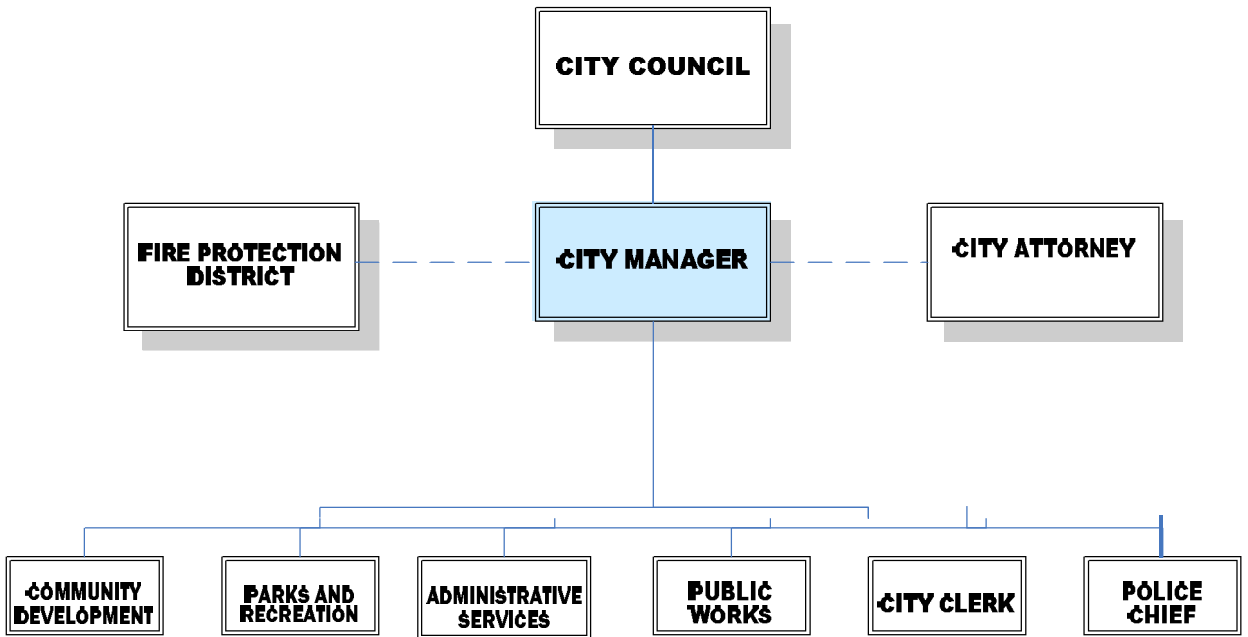 CITY COUNCIL
FIRE PROTECTION
DISTRICT
CITY MANAGER
CITY ATTORNEY
COMMUNITY
DEVELOPMENT
PARKS AND
RECREATION
ADMINISTRATIVE
SERVICES
PUBLIC
WORKS
CITY CLERK
POLICE
CHIEF